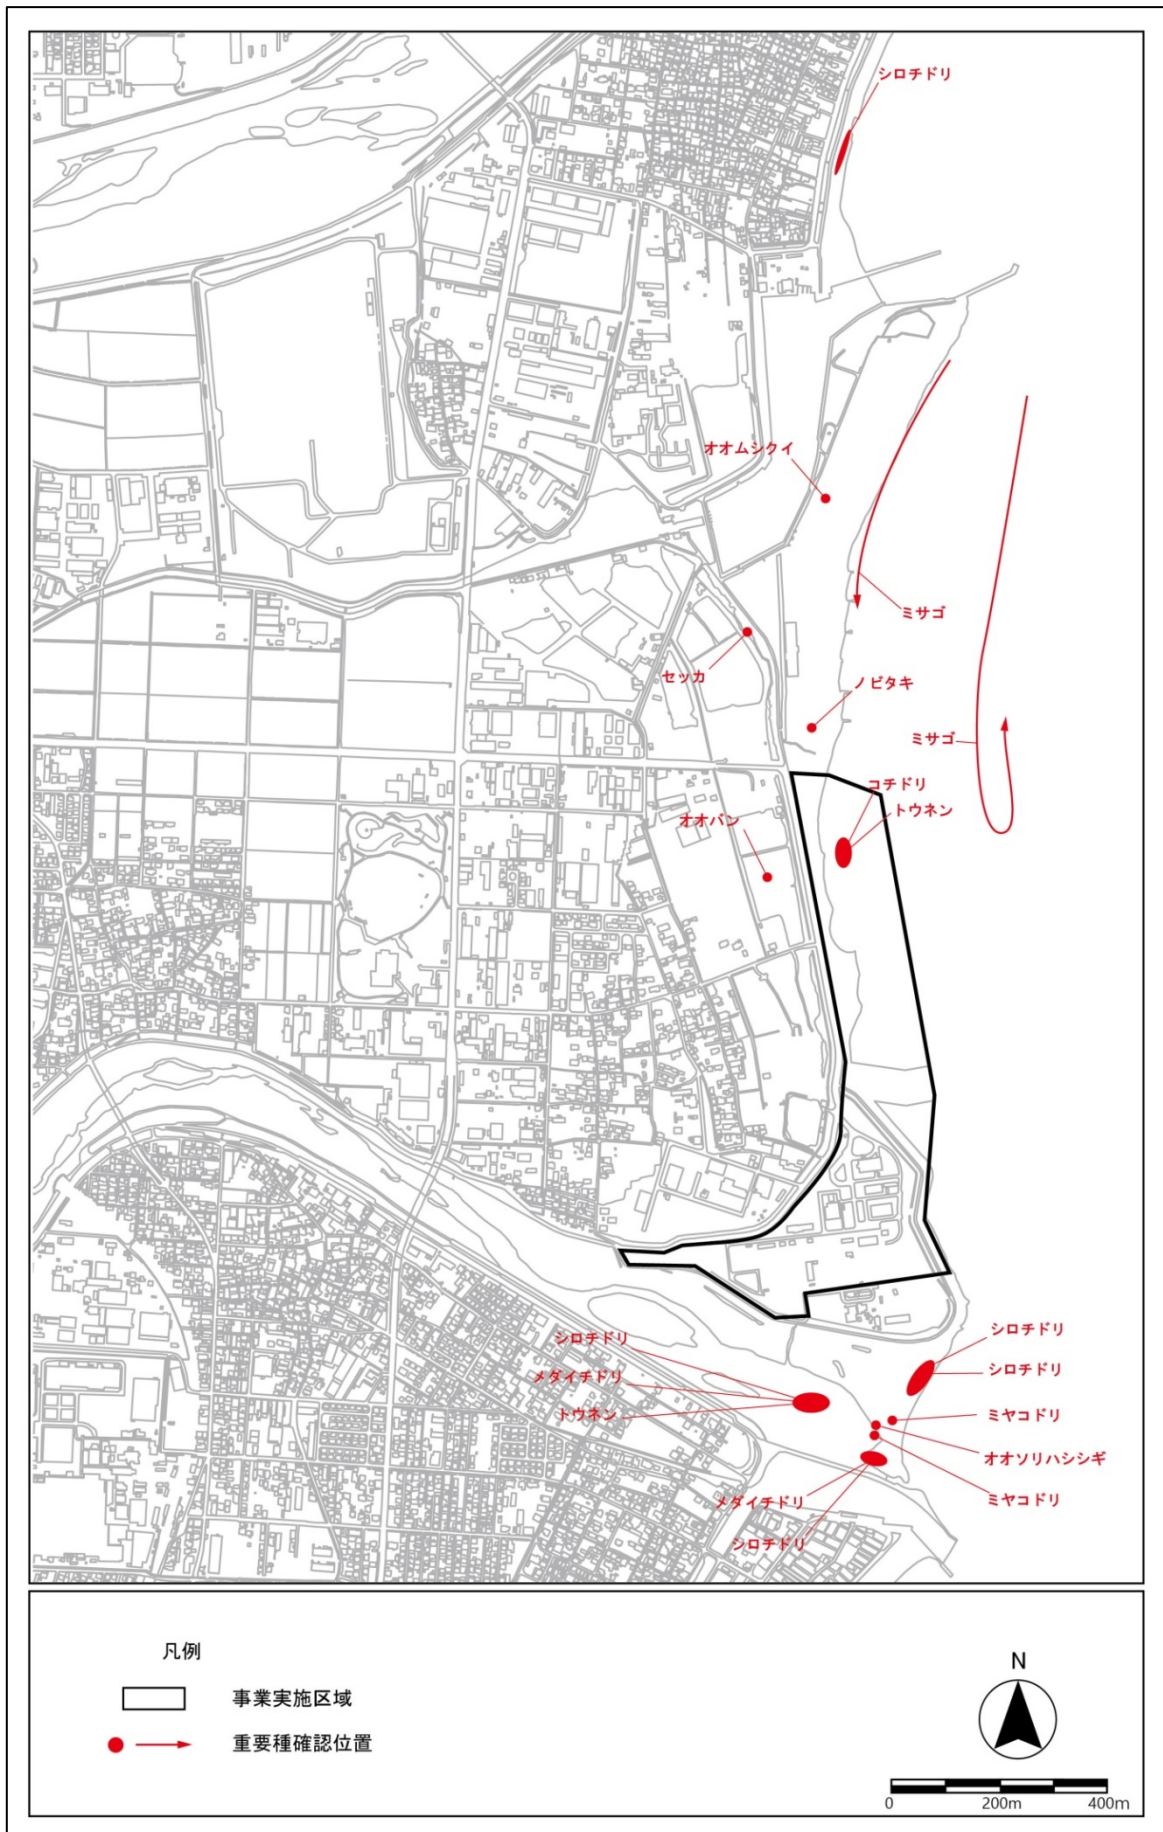 シロチドリ
オオムシクイ
ミサゴ
セッカ
ノビタキ
ミサゴ
コチドリ
トウネン
オオバン
シロチドリ
メダイチドリ
トウネン
シロチドリ
シロチドリ
ミヤコドリ
オオソリハシシギ
ミヤコドリ
メダイチドリ
シロチドリ
凡例
事業実施区域
重要種確認位置
N
0 200m 400m